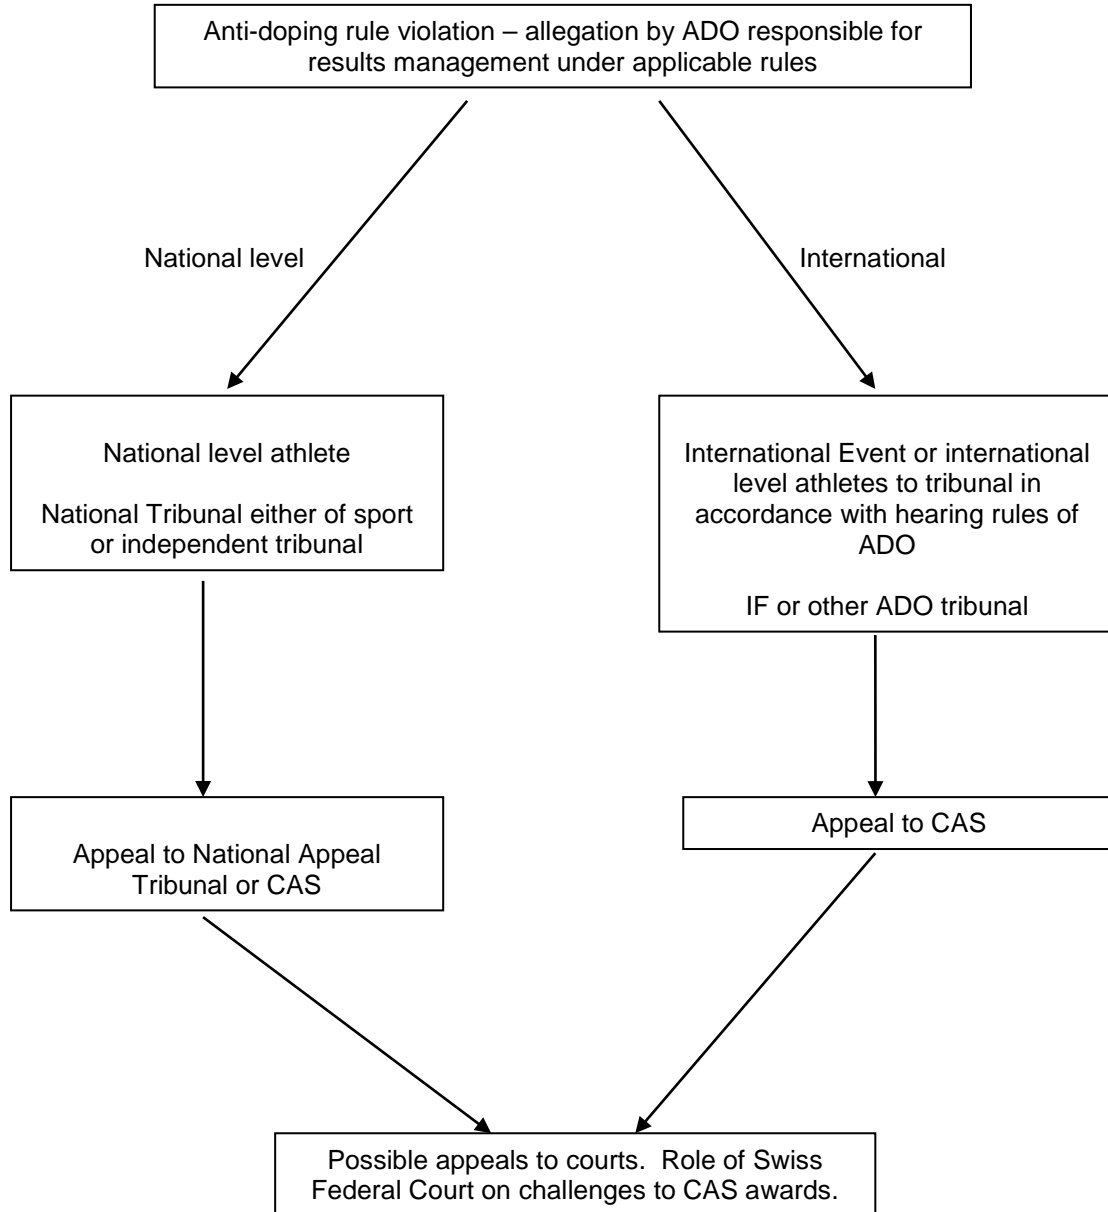 Anti-doping rule violation – allegation by ADO responsible for
results management under applicable rules
National level
International
National level athlete
National Tribunal either of sport
or independent tribunal
International Event or international
level athletes to tribunal in
accordance with hearing rules of
ADO
IF or other ADO tribunal
Appeal to National Appeal
Tribunal or CAS
Appeal to CAS
Possible appeals to courts.  Role of Swiss
Federal Court on challenges to CAS awards.